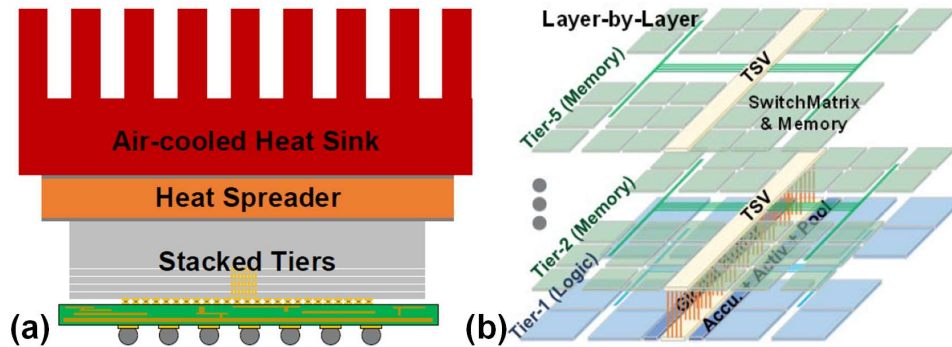 Air-cooled Heat Sink
Heat Spreader
Stacked Tiers
(a)
Layer-by-Layer
Tier-5 (Memory)
TSV
SwitchMatrix
& Memory
Tier-2 (Memory)
TSV
Tier-1 (Logic)
Accu. + Activ. + Pool
(b)